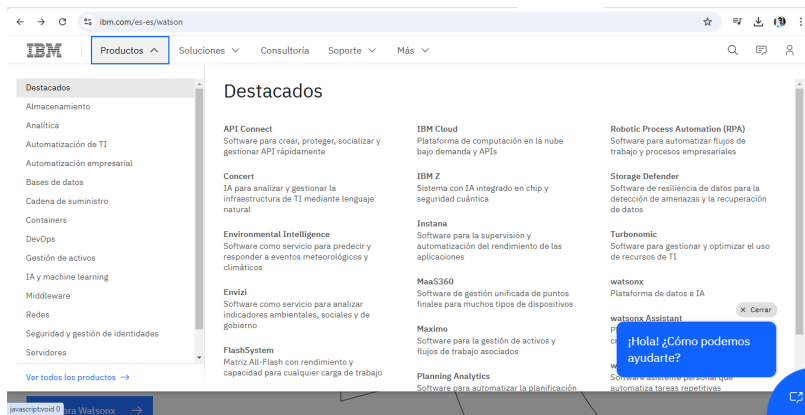 ibm.com/es-es/watson
IBM
Productos
Soluciones
Consultoría
Soporte
Más
Destacados
Almacenamiento
Analítica
Automatización de TI
Automatización empresarial
Bases de datos
Cadena de suministro
Containers
DevOps
Gestión de activos
IA y machine learning
Middleware
Redes
Seguridad y gestión de identidades
Servidores
Ver todos los productos →
Destacados
API Connect
Software para crear, proteger, socializar y
gestionar API rápidamente
Concert
IA para analizar y gestionar la
infraestructura de TI mediante lenguaje
natural
Environmental Intelligence
Software como servicio para predecir y
responder a eventos meteorológicos y
climáticos
Envizi
Software como servicio para analizar
indicadores ambientales, sociales y de
gobierno
FlashSystem
Matriz All-Flash con rendimiento y
capacidad para cualquier carga de trabajo
IBM Cloud
Plataforma de computación en la nube
bajo demanda y APIs
IBM Z
Sistema con IA integrado en chip y
seguridad cuántica
Instana
Software para la supervisión y
automatización del rendimiento de las
aplicaciones
MaaS360
Software de gestión unificada de puntos
finales para muchos tipos de dispositivos
Maximo
Software para la gestión de activos y
flujos de trabajo asociados
Planning Analytics
Software para automatizar la planificación
Robotic Process Automation (RPA)
Software para automatizar flujos de
trabajo y procesos empresariales
Storage Defender
Software de resiliencia de datos para la
detección de amenazas y la recuperación
de datos
Turbonomic
Software para gestionar y optimizar el uso
de recursos de TI
watsonx
Plataforma de datos e IA
watsonx Assistant
Software asistente personal que
automatiza tareas repetitivas
× Cerrar
¡Hola! ¿Cómo podemos
ayudarte?
javascript:void 0
ora Watsonx →